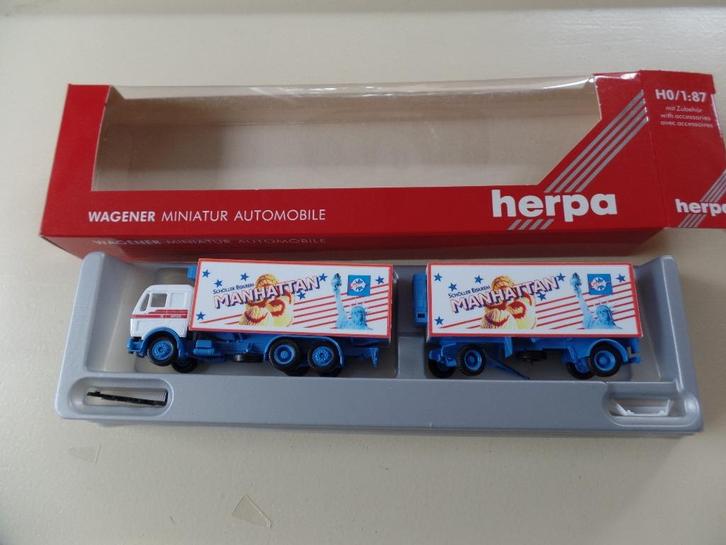 H0/1:87
mit Zubehör
with accessories
avec accessoires
WAGENER MINIATUR AUTOMOBILE
herpa
herpa
WAGENER MINIATUR AUTOMOBILE
SCHÖLLER EISKREM
MANHATTAN
SCHÖLLER EISKREM
MANHATTAN